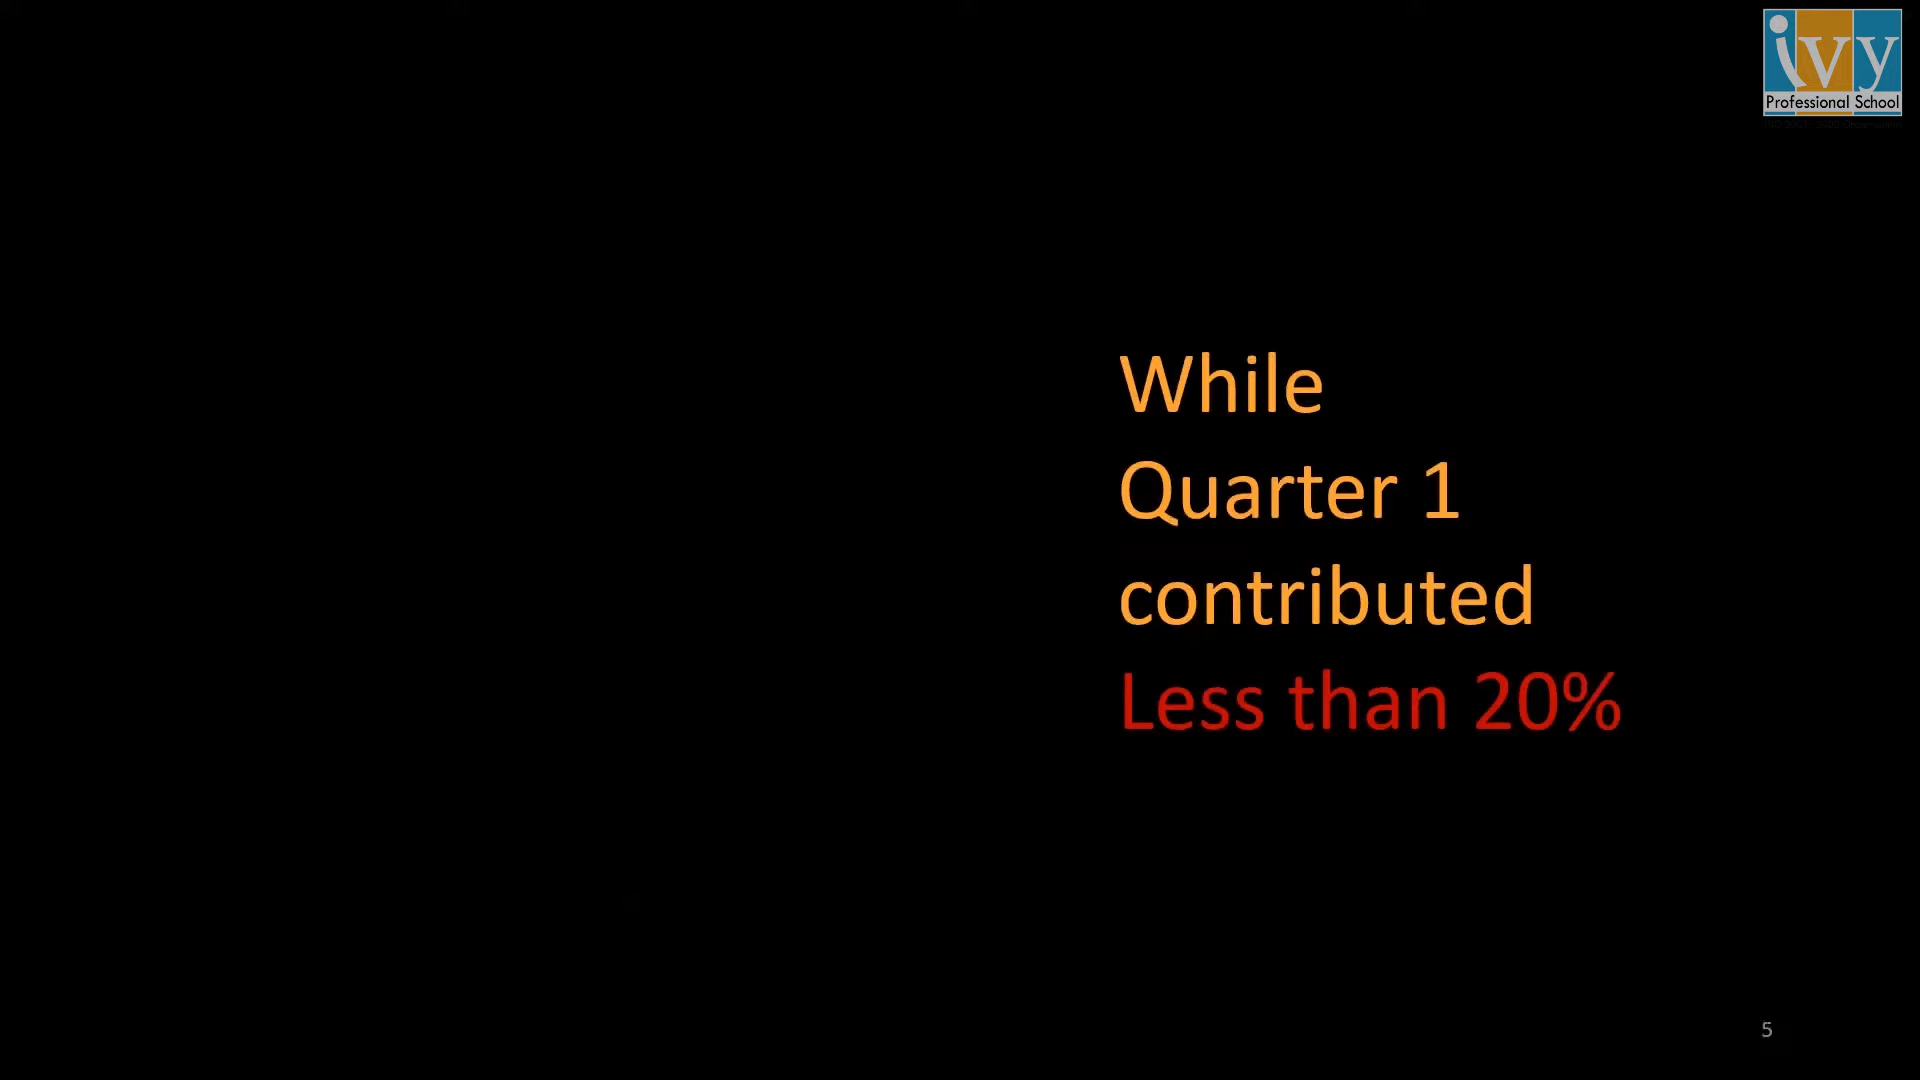 ivy
Professional School
While
Quarter 1
contributed
Less than 20%
5